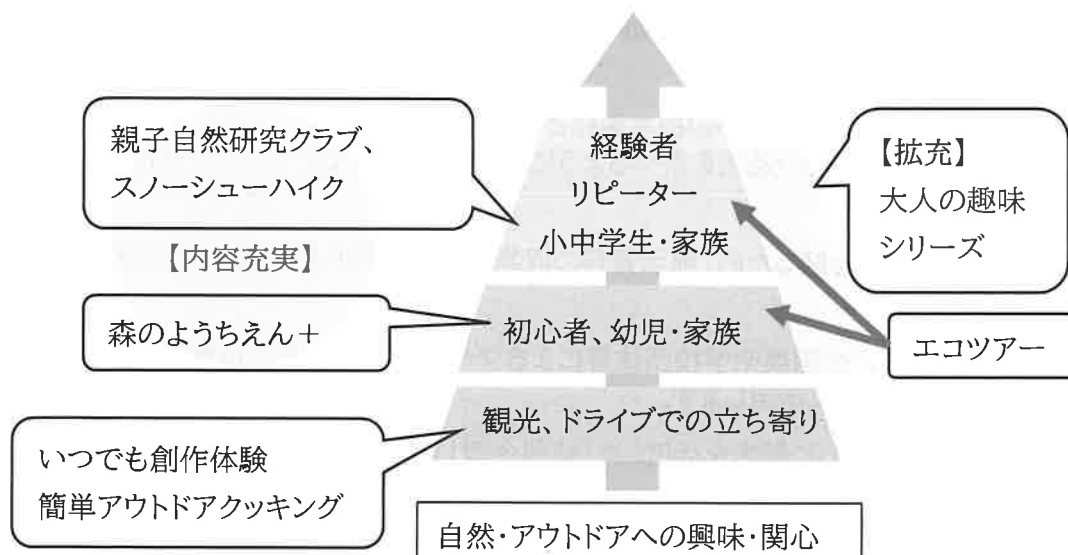 親子自然研究クラブ、
スノーシューハイク
【内容充実】
森のようちえん＋
いつでも創作体験
簡単アウトドアクッキング
経験者
リピーター
小中学生・家族
初心者、幼児・家族
観光、ドライブでの立ち寄り
【拡充】
大人の趣味
シリーズ
エコツアー
自然・アウトドアへの興味・関心